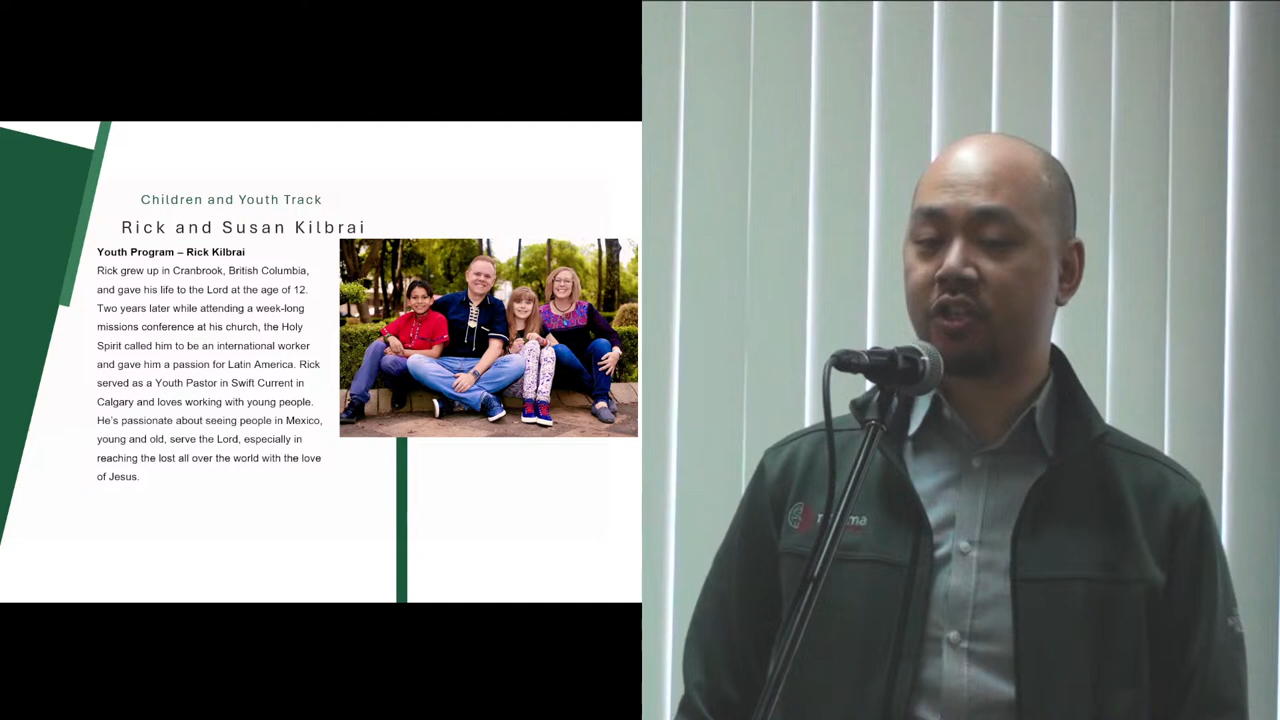 Children and Youth Track
Rick and Susan Kilbrai
Youth Program – Rick Kilbrai
Rick grew up in Cranbrook, British Columbia,
and gave his life to the Lord at the age of 12.
Two years later while attending a week-long
missions conference at his church, the Holy
Spirit called him to be an international worker
and gave him a passion for Latin America. Rick
served as a Youth Pastor in Swift Current in
Calgary and loves working with young people.
He's passionate about seeing people in Mexico,
young and old, serve the Lord, especially in
reaching the lost all over the world with the love
of Jesus.